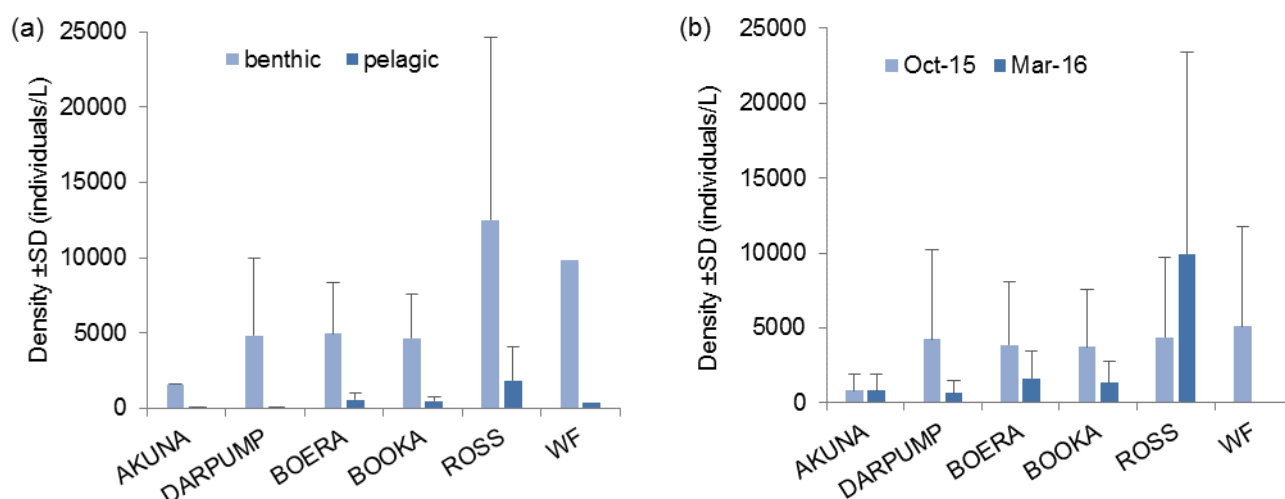 (a)
benthic pelagic
Density ±SD (individuals/L)
25000
20000
15000
10000
5000
0
AKUNA DARPUMP BOERA BOOKA ROSS WF
(b)
Oct-15 Mar-16
Density ±SD (individuals/L)
25000
20000
15000
10000
5000
0
AKUNA DARPUMP BOERA BOOKA ROSS WF